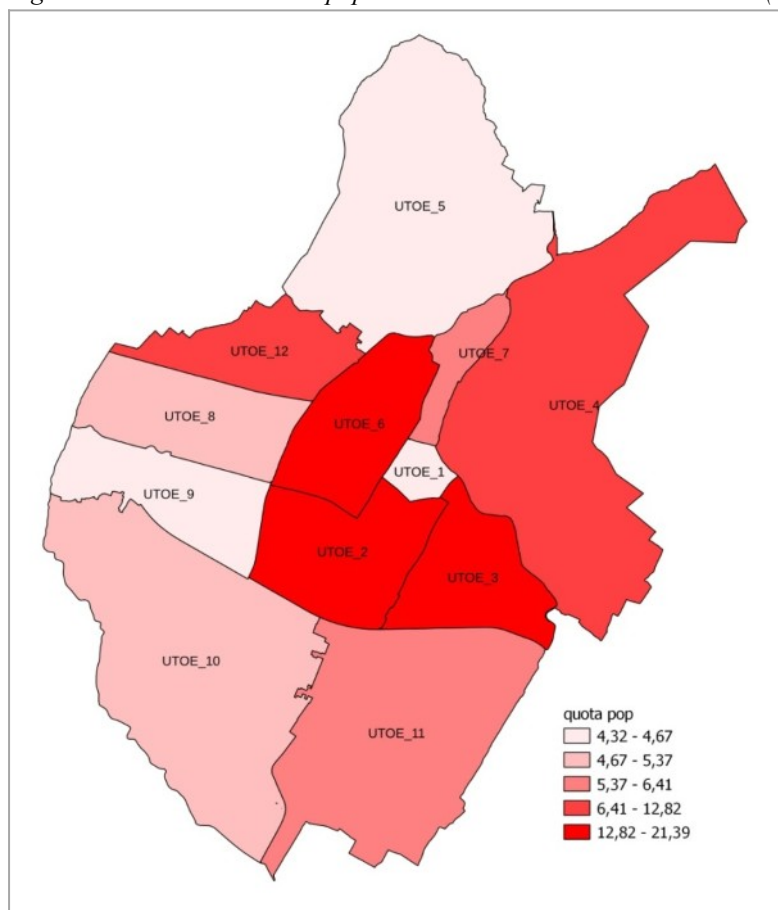 UTOE_5
UTOE_12
UTOE_7
UTOE_8
UTOE_6
UTOE_4
UTOE_1
UTOE_9
UTOE_2
UTOE_3
UTOE_10
UTOE_11
quota pop
4,32 - 4,67
4,67 - 5,37
5,37 - 6,41
6,41 - 12,82
12,82 - 21,39